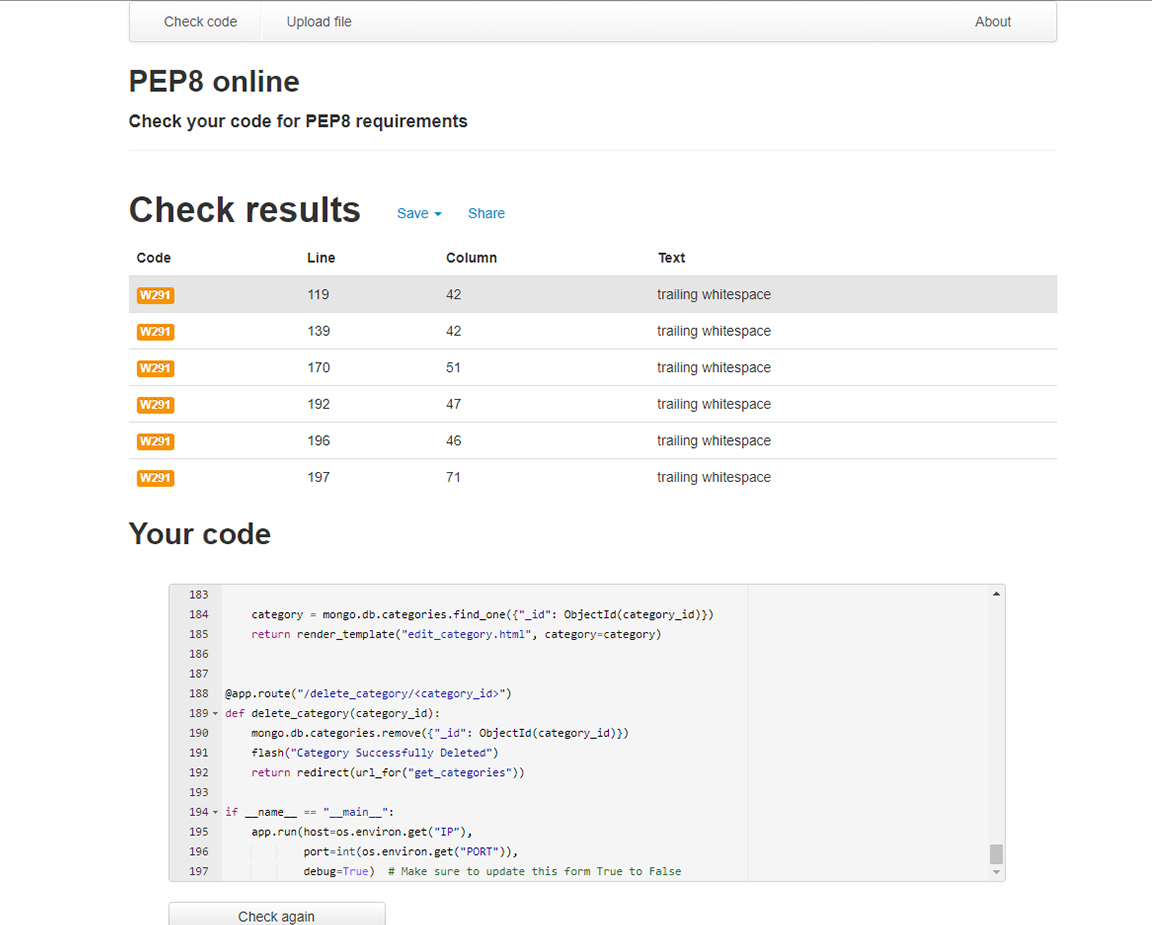 Check code Upload file About
PEP8 online
Check your code for PEP8 requirements
Check results Save Share
Code Line Column Text
W291 119 42 trailing whitespace
W291 139 42 trailing whitespace
W291 170 51 trailing whitespace
W291 192 47 trailing whitespace
W291 196 46 trailing whitespace
W291 197 71 trailing whitespace
Your code
183
184     category = mongo.db.categories.find_one({"_id": ObjectId(category_id)})
185     return render_template("edit_category.html", category=category)
186
187
188 @app.route("/delete_category/<category_id>")
189 def delete_category(category_id):
190     mongo.db.categories.remove({"_id": ObjectId(category_id)})
191     flash("Category Successfully Deleted")
192     return redirect(url_for("get_categories"))
193
194 if __name__ == "__main__":
195     app.run(host=os.environ.get("IP"),
196             port=int(os.environ.get("PORT")),
197             debug=True)  # Make sure to update this form True to False
Check again